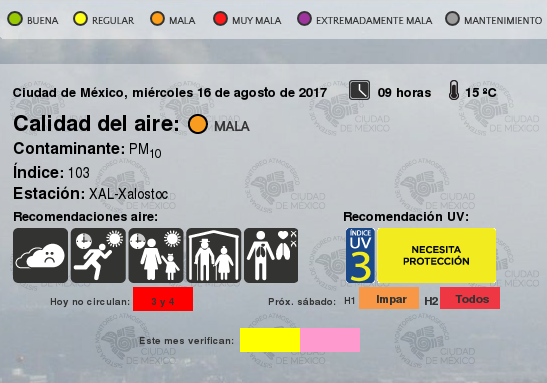 BUENA REGULAR MALA MUY MALA EXTREMADAMENTE MALA MANTENIMIENTO
Ciudad de México, miércoles 16 de agosto de 2017 09 horas 15 ºC
Calidad del aire: MALA
Contaminante: PM10
Índice: 103
Estación: XAL-Xalostoc
Recomendaciones aire: Recomendación UV:
ÍNDICE
UV
3
NECESITA
PROTECCIÓN
Hoy no circulan: 3 y 4 Próx. sábado: H1 Impar H2 Todos
Este mes verifican:
CIUDAD
DE MÉXICO